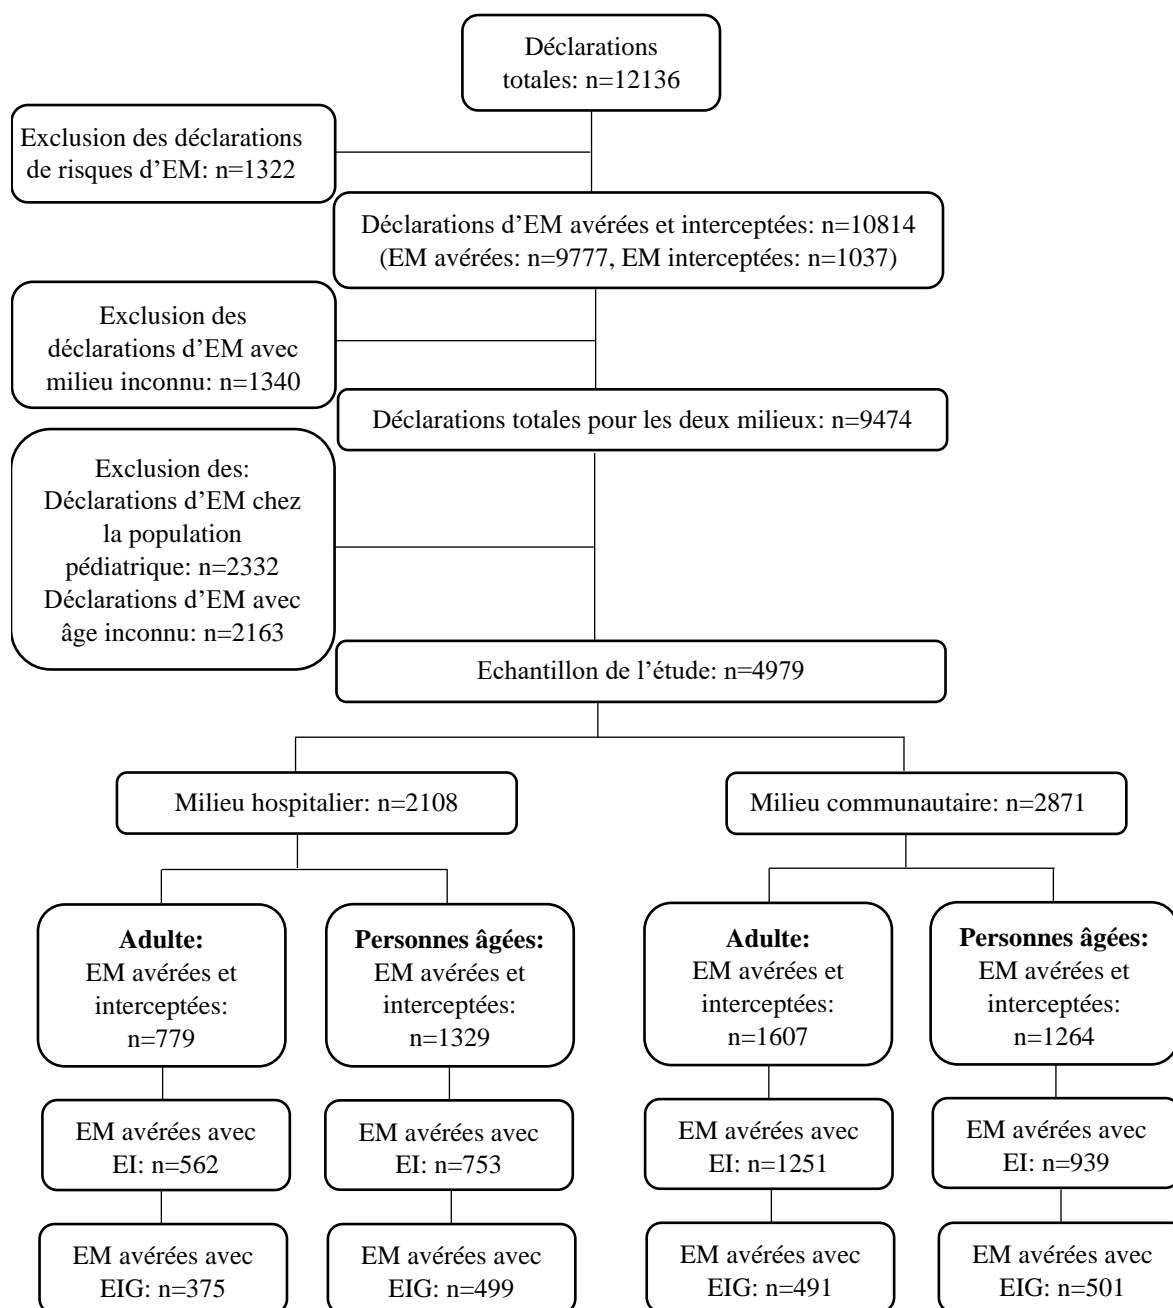 Déclarations
totales: n=12136
Exclusion des déclarations
de risques d’EM: n=1322
Déclarations d’EM avérées et interceptées: n=10814
(EM avérées: n=9777, EM interceptées: n=1037)
Exclusion des
déclarations d’EM avec
milieu inconnu: n=1340
Déclarations totales pour les deux milieux: n=9474
Exclusion des:
Déclarations d’EM chez
la population
pédiatrique: n=2332
Déclarations d’EM avec
âge inconnu: n=2163
Echantillon de l’étude: n=4979
Milieu hospitalier: n=2108
Milieu communautaire: n=2871
Adulte:
EM avérées et
interceptées:
n=779
Personnes âgées:
EM avérées et
interceptées:
n=1329
Adulte:
EM avérées et
interceptées:
n=1607
Personnes âgées:
EM avérées et
interceptées:
n=1264
EM avérées avec
EI: n=562
EM avérées avec
EI: n=753
EM avérées avec
EI: n=1251
EM avérées avec
EI: n=939
EM avérées avec
EIG: n=375
EM avérées avec
EIG: n=499
EM avérées avec
EIG: n=491
EM avérées avec
EIG: n=501